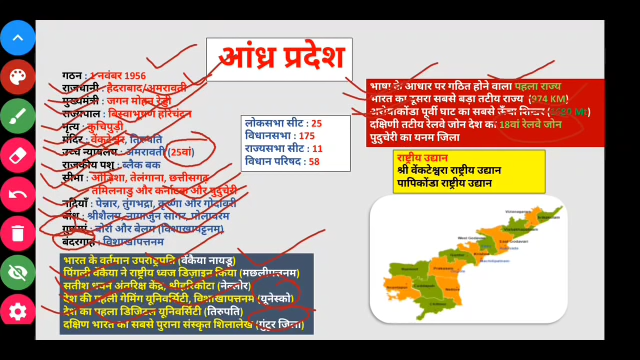 आंध्र प्रदेश
गठन : 1 नवंबर 1956
राजधानी : हैदराबाद/अमरावती
मुख्यमंत्री : जगन मोहन रेड्डी
राज्यपाल : बिस्वाभूषण हरिचंदन
नृत्य : कुचिपुड़ी
मंदिर : वेंकटेश्वर, तिरुपति
उच्च न्यायालय : अमरावती (25वां)
राजकीय पशु : ब्लैक बक
सीमा : ओडिशा, तेलंगाना, छत्तीसगढ़
तमिलनाडु और कर्नाटक और पुदुचेरी
नदियाँ : पेन्नार, तुंगभद्रा, कृष्णा और गोदावरी
बाँध : श्रीशैलम, नागार्जुन सागर, पोलावरम
गुफाएं : बोरा और बेलम (विशाखापट्टनम)
बंदरगाह : विशाखापत्तनम
लोकसभा सीट : 25
विधानसभा : 175
राज्यसभा सीट : 11
विधान परिषद : 58
भाषा के आधार पर गठित होने वाला पहला राज्य
भारत का दूसरा सबसे बड़ा तटीय राज्य (974 KM)
पूर्वी घाट का सबसे ऊँचा शिखर
दक्षिणी तटीय रेलवे जोन देश का 18वां रेलवे जोन
पुदुचेरी का यनम जिला
राष्ट्रीय उद्यान
श्री वेंकटेश्वरा राष्ट्रीय उद्यान
पापिकोंडा राष्ट्रीय उद्यान
भारत के वर्तमान उपराष्ट्रपति (वेंकैया नायडू)
पिंगली वेंकैया ने राष्ट्रीय ध्वज डिज़ाइन किया (मछलीपत्तनम)
सतीश धवन अंतरिक्ष केंद्र, श्रीहरिकोटा (नेल्लोर)
देश की पहली गेमिंग यूनिवर्सिटी, विशाखापत्तनम (यूनेस्को)
देश का पहला डिजिटल यूनिवर्सिटी (तिरुपति)
दक्षिण भारत का सबसे पुराना संस्कृत शिलालेख (गुंटूर जिला)